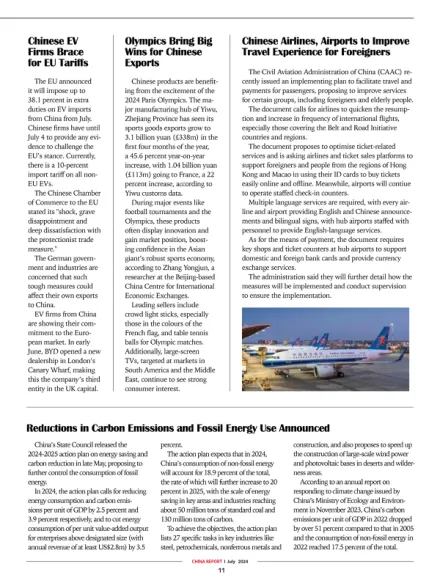 Chinese EV
Firms Brace
for EU Tariffs
The EU announced
it will impose up to
38.1 percent in extra
duties on EV imports
from China from July.
Chinese firms have until
July 4 to provide any evi-
dence to challenge the
EU's stance. Currently,
there is a 10-percent
import tariff on all non-
EU EVs.
The Chinese Chamber
of Commerce to the EU
stated its "shock, grave
disappointment and
deep dissatisfaction with
the protectionist trade
measure."
The German govern-
ment and industries are
concerned that such
tough measures could
affect their own exports
to China.
EV firms from China
are showing their com-
mitment to the Euro-
pean market. In early
June, BYD opened a new
dealership in London's
Canary Wharf, making
this the company's third
entity in the UK capital.
Olympics Bring Big
Wins for Chinese
Exports
Chinese products are benefit-
ing from the excitement of the
2024 Paris Olympics. The ma-
jor manufacturing hub of Yiwu,
Zhejiang Province has seen its
sports goods exports grow to
3.1 billion yuan (£338m) in the
first four months of the year,
a 45.6 percent year-on-year
increase, with 1.04 billion yuan
(£113m) going to France, a 22
percent increase, according to
Yiwu customs data.
During major events like
football tournaments and the
Olympics, these products
often display innovation and
gain market position, boost-
ing confidence in the Asian
giant's robust sports economy,
according to Zhang Yongjun, a
researcher at the Beijing-based
China Centre for International
Economic Exchanges.
Leading sellers include
crowd light sticks, especially
those in the colours of the
French flag, and table tennis
balls for Olympic matches.
Additionally, large-screen
TVs, targeted at markets in
South America and the Middle
East, continue to see strong
consumer interest.
Chinese Airlines, Airports to Improve
Travel Experience for Foreigners
The Civil Aviation Administration of China (CAAC) re-
cently issued an implementing plan to facilitate travel and
payments for passengers, proposing to improve services
for certain groups, including foreigners and elderly people.
The document calls for airlines to quicken the resump-
tion and increase in frequency of international flights,
especially those covering the Belt and Road Initiative
countries and regions.
The document proposes to optimise ticket-related
services and is asking airlines and ticket sales platforms to
support foreigners and people from the regions of Hong
Kong and Macao in using their ID cards to buy tickets
easily online and offline. Meanwhile, airports will continue
to operate staffed check-in counters.
Multiple language services are required, with every air-
line and airport providing English and Chinese announce-
ments and bilingual signs, with hub airports staffed with
personnel to provide English-language services.
As for the means of payment, the document requires
key shops and ticket counters at hub airports to support
domestic and foreign bank cards and provide currency
exchange services.
The administration said they will further detail how the
measures will be implemented and conduct supervision
to ensure the implementation.
Reductions in Carbon Emissions and Fossil Energy Use Announced
China's State Council released the
2024-2025 action plan on energy saving and
carbon reduction in late May, proposing to
further control the consumption of fossil
energy.
In 2024, the action plan calls for reducing
energy consumption and carbon emis-
sions per unit of GDP by 2.5 percent and
3.9 percent respectively, and to cut energy
consumption of per unit value-added output
for enterprises above designated size (with
annual revenue of at least US$2.8m) by 3.5
percent.
The action plan expects that in 2024,
China's consumption of non-fossil energy
will account for 18.9 percent of the total,
the rate of which will further increase to 20
percent in 2025, with the scale of energy
saving in key areas and industries reaching
about 50 million tons of standard coal and
130 million tons of carbon.
To achieve the objectives, the action plan
lists 27 specific tasks in key industries like
steel, petrochemicals, nonferrous metals and
construction, and also proposes to speed up
the construction of large-scale wind power
and photovoltaic bases in deserts and wilder-
ness areas.
According to an annual report on
responding to climate change issued by
China's Ministry of Ecology and Environ-
ment in November 2023. China's carbon
emissions per unit of GDP in 2022 dropped
by over 51 percent compared to that in 2005
and the consumption of non-fossil energy in
2022 reached 17.5 percent of the total.
CHINA REPORT | July 2024
11